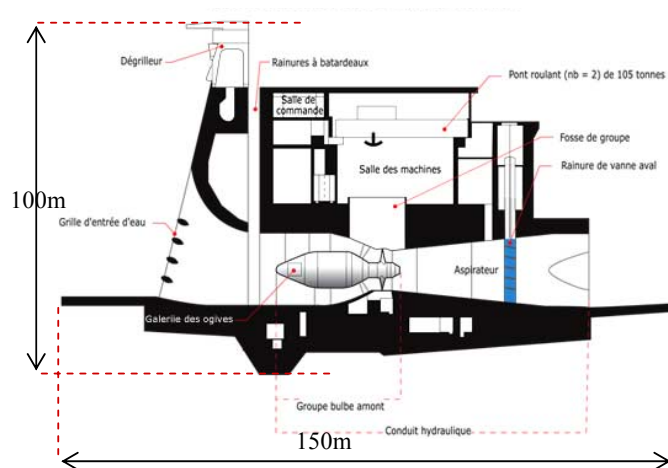 Dégrilleur
Rainures à batardeaux
Pont roulant (nb = 2) de 105 tonnes
Salle de
commande
Fosse de groupe
Salle des machines
Rainure de vanne aval
100m
Grille d'entrée d'eau
Aspirateur
Galerile des ogives
Groupe bulbe amont
Conduit hydraulique
150m